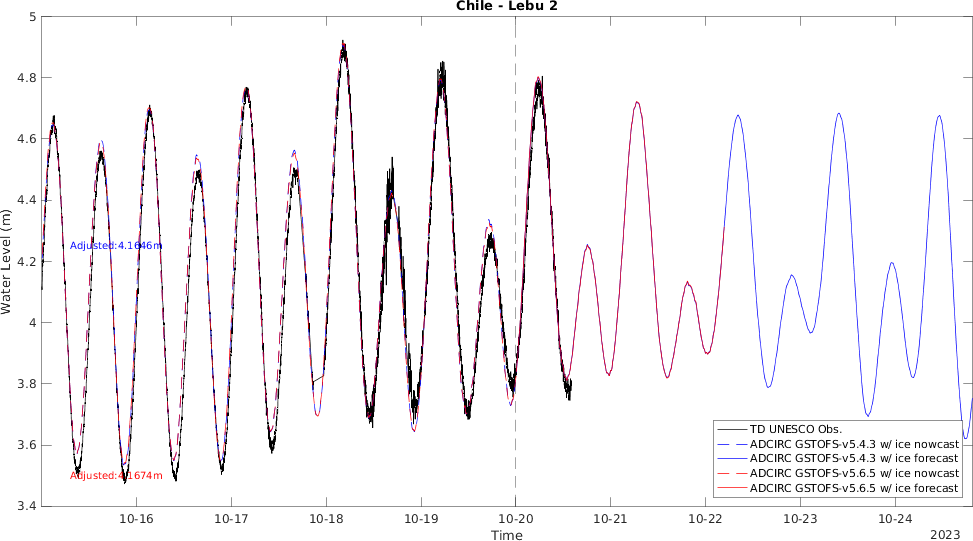 Chile - Lebu 2
5
4.8
4.6
4.4
4.2
4
3.8
3.6
3.4
Water Level (m)
Adjusted:4.1646m
Adjusted:4.1674m
TD UNESCO Obs.
ADCIRC GSTOFS-v5.4.3 w/ ice nowcast
ADCIRC GSTOFS-v5.4.3 w/ ice forecast
ADCIRC GSTOFS-v5.6.5 w/ ice nowcast
ADCIRC GSTOFS-v5.6.5 w/ ice forecast
10-16 10-17 10-18 10-19 10-20 10-21 10-22 10-23 10-24
Time
2023